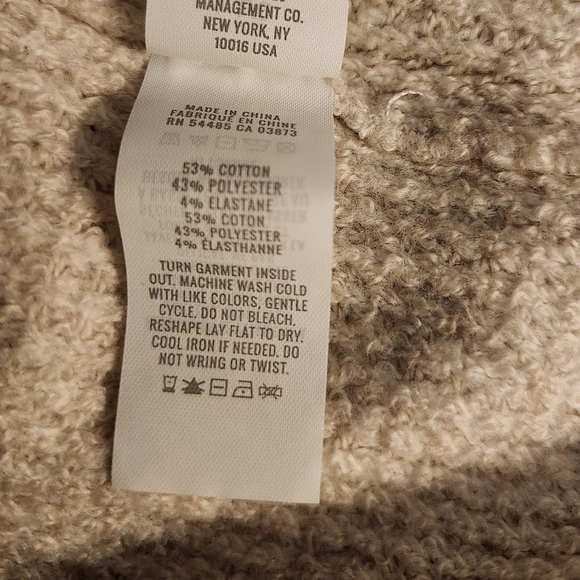 MANAGEMENT CO.
NEW YORK, NY
10016 USA
MADE IN CHINA
FABRIQUÉ EN CHINE
RN 54485 CA 03873
53% COTTON
43% POLYESTER
4% ELASTANE
53% COTON
43% POLYESTER
4% ÉLASTHANNE
TURN GARMENT INSIDE
OUT. MACHINE WASH COLD
WITH LIKE COLORS, GENTLE
CYCLE. DO NOT BLEACH.
RESHAPE LAY FLAT TO DRY.
COOL IRON IF NEEDED. DO
NOT WRING OR TWIST.